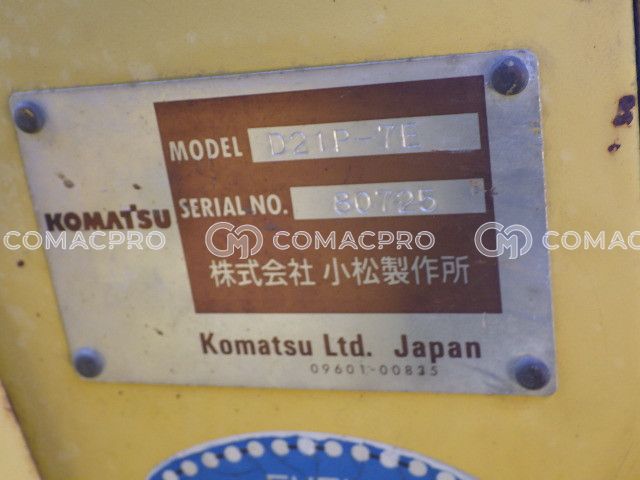 MODEL D21P-7E
SERIAL NO. 80725
KOMATSU
COMACPRO COMACPRO COMACPRO
株式会社 小松製作所
Komatsu Ltd. Japan
09601-00835